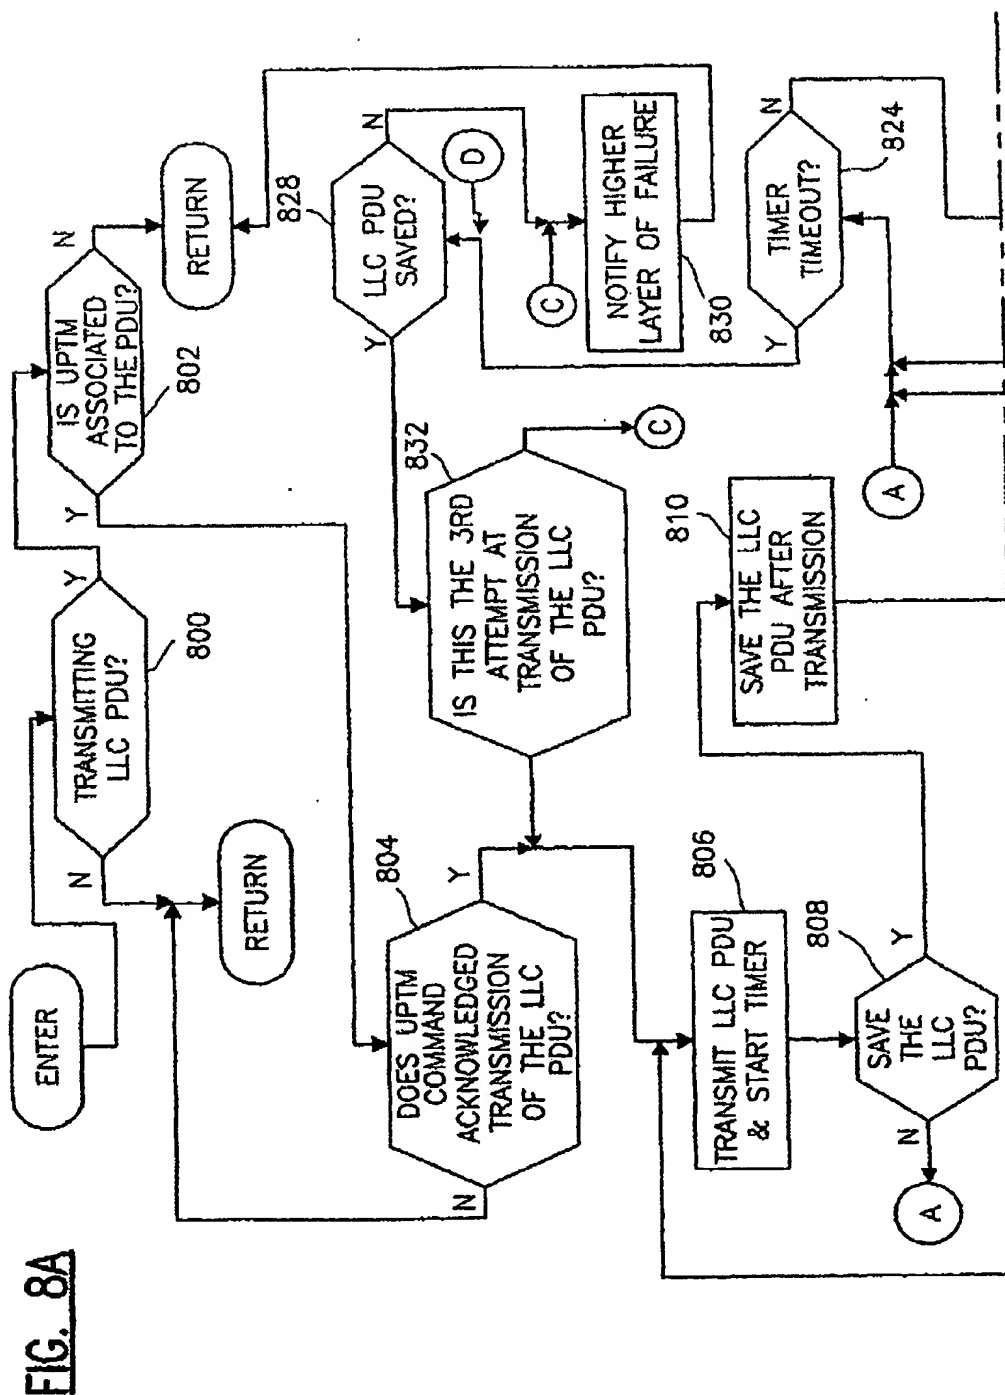 FIG. 8A
ENTER
TRANSMITTING
LLC PDU?
800
N
Y
RETURN
IS UPTM
ASSOCIATED
TO THE PDU?
802
Y
N
RETURN
DOES UPTM
COMMAND
ACKNOWLEDGED
TRANSMISSION
OF THE LLC
PDU?
804
N
Y
IS THIS THE 3RD
ATTEMPT AT
TRANSMISSION
OF THE LLC
PDU?
832
C
LLC PDU
SAVED?
828
Y
N
D
C
NOTIFY HIGHER
LAYER OF FAILURE
830
TRANSMIT LLC PDU
& START TIMER
806
SAVE
THE
LLC
PDU?
808
N
Y
A
SAVE THE LLC
PDU AFTER
TRANSMISSION
810
A
TIMER
TIMEOUT?
824
Y
N